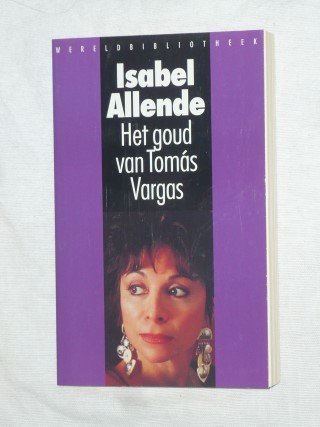 WERELDBIBLIOTHEEK
Isabel
Allende
Het goud
van Tomás
Vargas